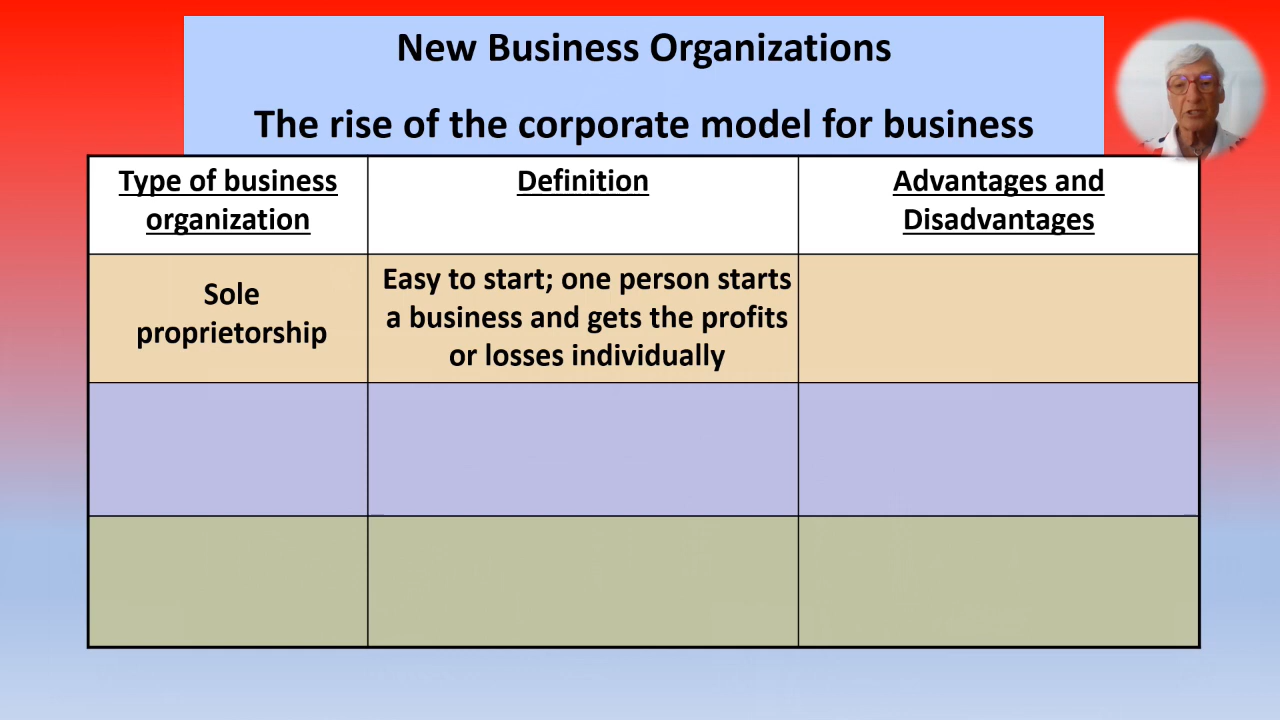 New Business Organizations
The rise of the corporate model for business
Type of business
organization
Definition
Advantages and
Disadvantages
Sole
proprietorship
Easy to start; one person starts
a business and gets the profits
or losses individually